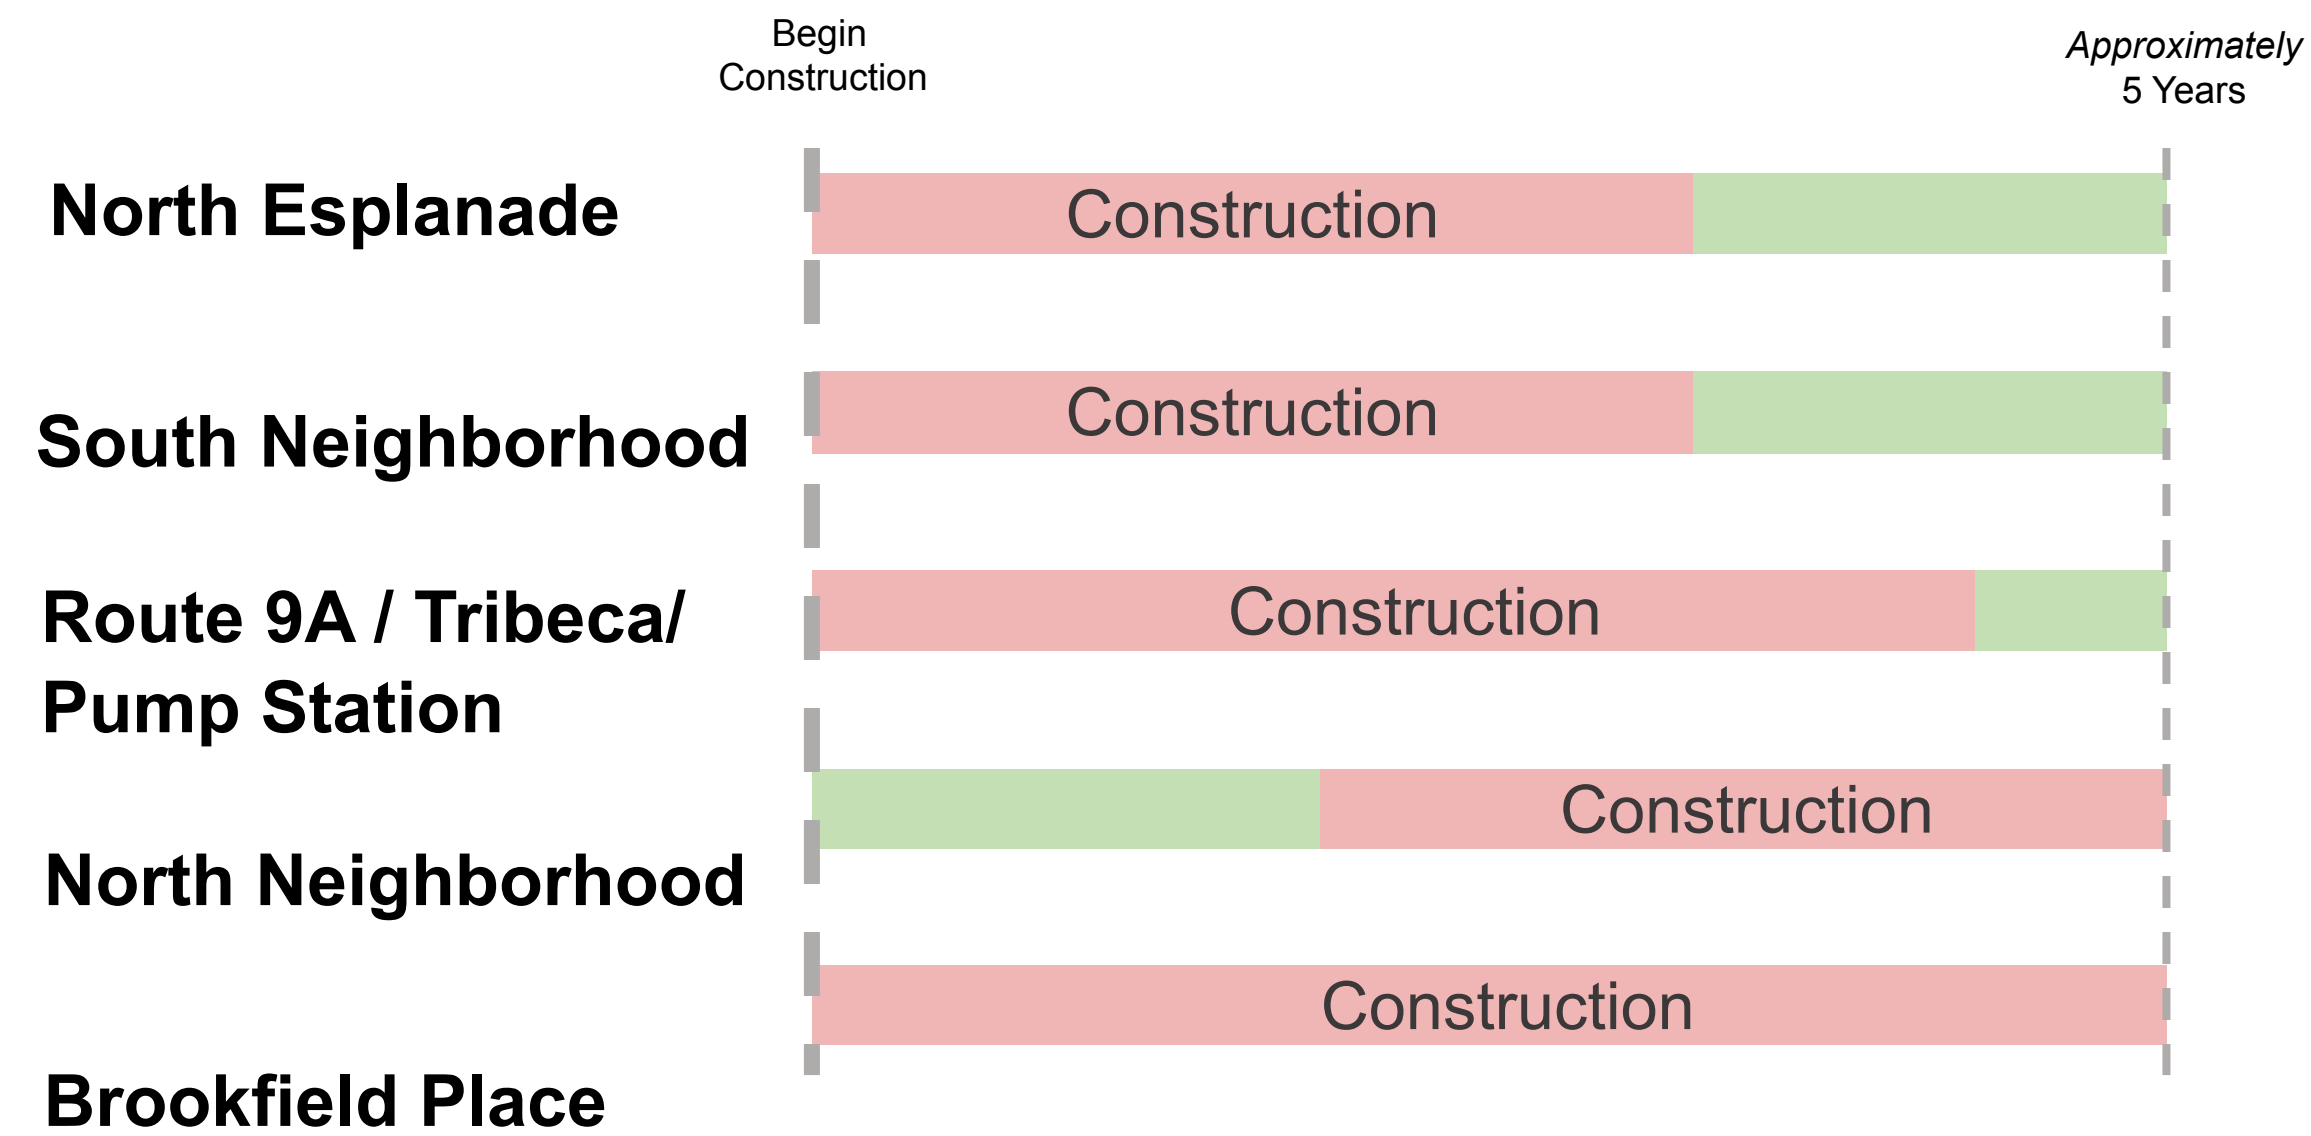 Begin
Construction
Approximately
5 Years
North Esplanade
Construction
South Neighborhood
Construction
Route 9A / Tribeca/
Pump Station
Construction
North Neighborhood
Construction
Brookfield Place
Construction